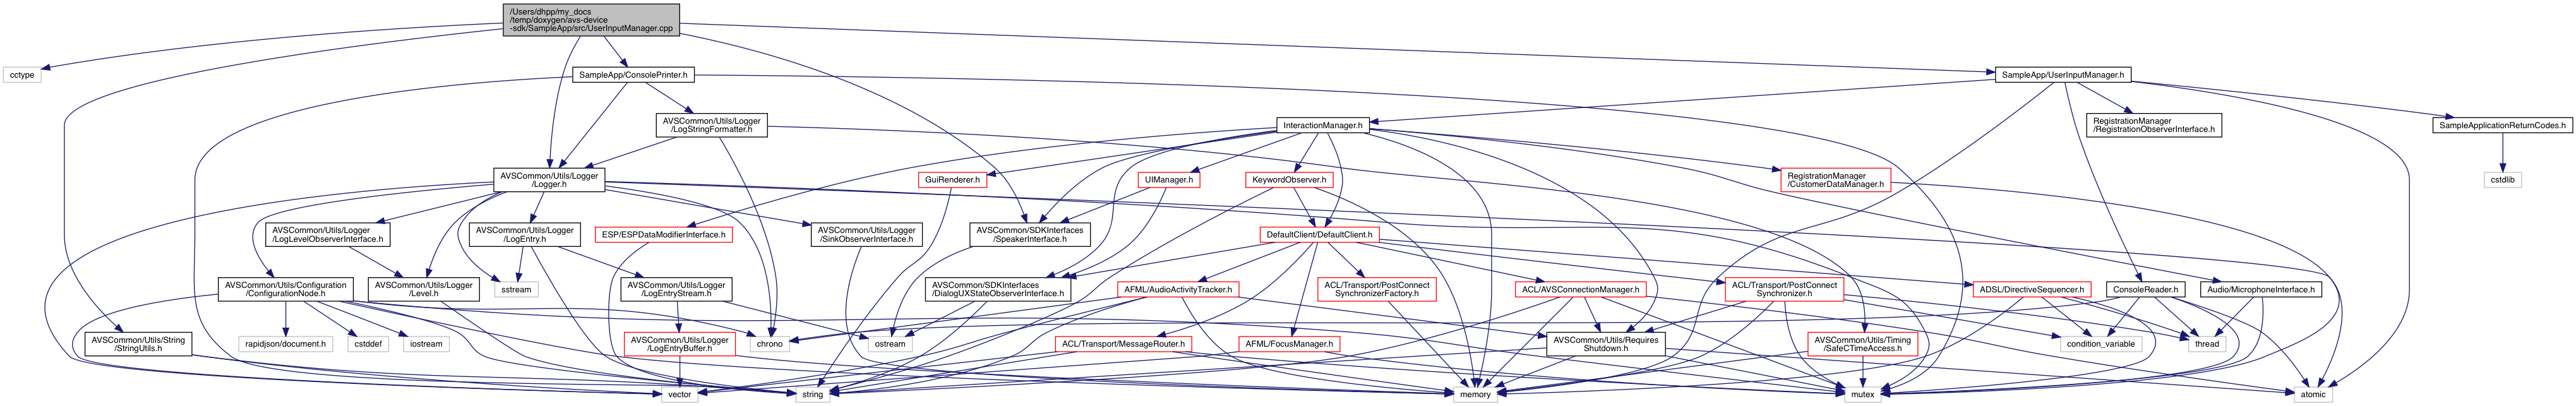 /Users/dhpp/my_docs
/temp/doxygen/avs-device
-sdk/SampleApp/src/UserInputManager.cpp
cctype
SampleApp/ConsolePrinter.h
SampleApp/UserInputManager.h
AVSCommon/Utils/Logger
/LogStringFormatter.h
InteractionManager.h
RegistrationManager
/RegistrationObserverInterface.h
SampleApplicationReturnCodes.h
AVSCommon/Utils/Logger
/Logger.h
GuiRenderer.h
UIManager.h
KeywordObserver.h
RegistrationManager
/CustomerDataManager.h
cstdlib
AVSCommon/Utils/Logger
/LogLevelObserverInterface.h
AVSCommon/Utils/Logger
/LogEntry.h
ESP/ESPDataModifierInterface.h
AVSCommon/Utils/Logger
/SinkObserverInterface.h
AVSCommon/SDKInterfaces
/SpeakerInterface.h
DefaultClient/DefaultClient.h
AVSCommon/Utils/Configuration
/ConfigurationNode.h
AVSCommon/Utils/Logger
/Level.h
sstream
AVSCommon/Utils/Logger
/LogEntryStream.h
AVSCommon/SDKInterfaces
/DialogUXStateObserverInterface.h
AFML/AudioActivityTracker.h
ACL/Transport/PostConnect
SynchronizerFactory.h
ACL/AVSConnectionManager.h
ACL/Transport/PostConnect
Synchronizer.h
ADSL/DirectiveSequencer.h
ConsoleReader.h
Audio/MicrophoneInterface.h
AVSCommon/Utils/String
/StringUtils.h
rapidjson/document.h
cstddef
iostream
AVSCommon/Utils/Logger
/LogEntryBuffer.h
chrono
ostream
ACL/Transport/MessageRouter.h
AFML/FocusManager.h
AVSCommon/Utils/Requires
Shutdown.h
AVSCommon/Utils/Timing
/SafeCTimeAccess.h
condition_variable
thread
vector
string
memory
mutex
atomic